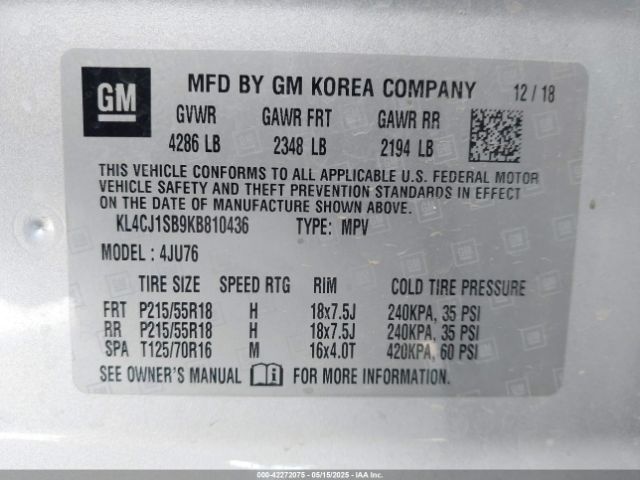 GM
MFD BY GM KOREA COMPANY 12/18
GVWR GAWR FRT GAWR RR
4286 LB 2348 LB 2194 LB
THIS VEHICLE CONFORMS TO ALL APPLICABLE U.S. FEDERAL MOTOR
VEHICLE SAFETY AND THEFT PREVENTION STANDARDS IN EFFECT
ON THE DATE OF MANUFACTURE SHOWN ABOVE.
KL4CJ1SB9KB810436 TYPE: MPV
MODEL: 4JU76
TIRE SIZE SPEED RTG RIM COLD TIRE PRESSURE
FRT P215/55R18 H 18x7.5J 240KPA, 35 PSI
RR P215/55R18 H 18x7.5J 240KPA, 35 PSI
SPA T125/70R16 M 16x4.0T 420KPA, 60 PSI
SEE OWNER'S MANUAL FOR MORE INFORMATION.
000-42272075 - 05/15/2025 - IAAI.COM